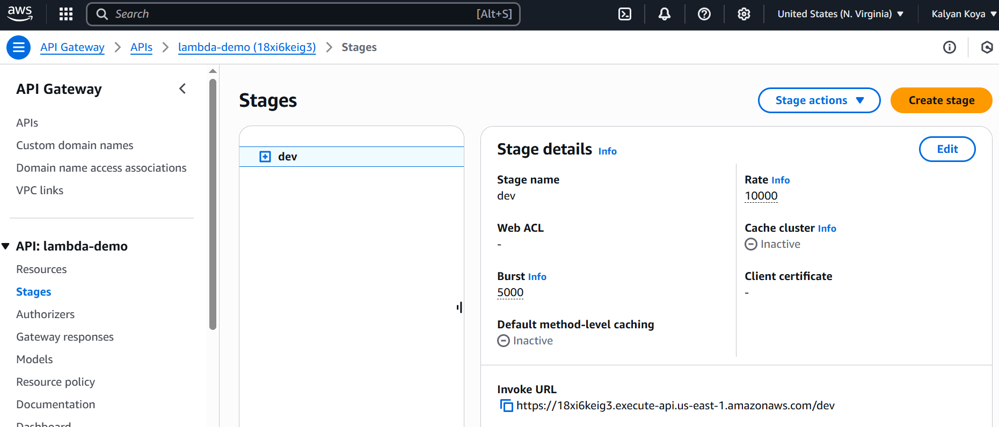 aws
Search [Alt+S]
United States (N. Virginia)
Kalyan Koya
API Gateway
APIs
lambda-demo (18xi6keig3)
Stages
API Gateway
APIs
Custom domain names
Domain name access associations
VPC links
API: lambda-demo
Resources
Stages
Authorizers
Gateway responses
Models
Resource policy
Documentation
Dashboard
Stages
Stage actions
Create stage
dev
Stage details Info
Edit
Stage name
dev
Rate Info
10000
Web ACL
-
Cache cluster Info
Inactive
Burst Info
5000
Client certificate
-
Default method-level caching
Inactive
Invoke URL
https://18xi6keig3.execute-api.us-east-1.amazonaws.com/dev